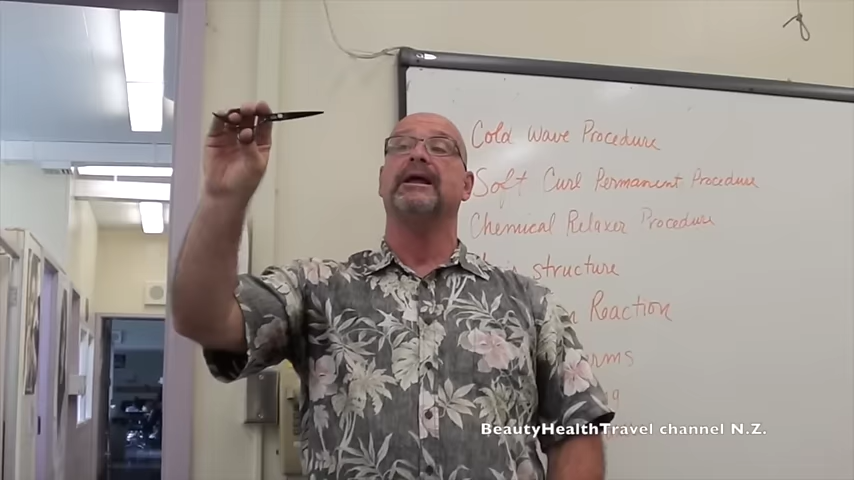 Cold Wave Procedure
Soft Curl Permanent Procedure
Chemical Relaxer Procedure
structure
Reaction
BeautyHealthTravel channel N.Z.